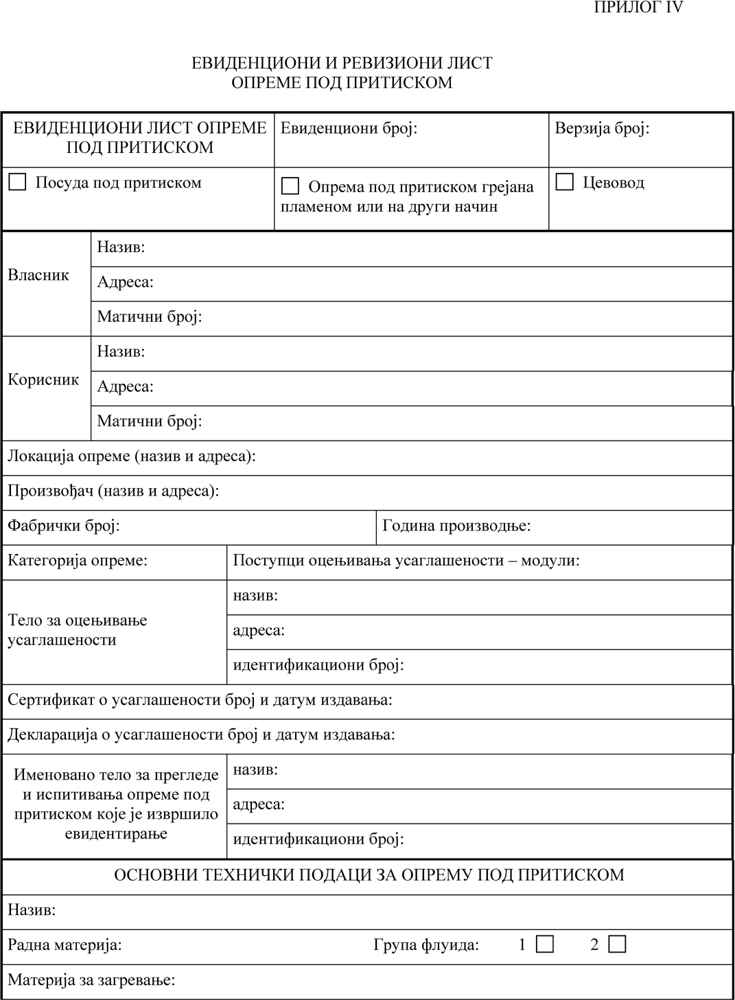 ПРИЛОГ IV
ЕВИДЕНЦИОНИ И РЕВИЗИОНИ ЛИСТ
ОПРЕМЕ ПОД ПРИТИСКОМ
ЕВИДЕНЦИОНИ ЛИСТ ОПРЕМЕ
ПОД ПРИТИСКОМ
Евиденциони број:
Верзија број:
Посуда под притиском
Опрема под притиском грејана
пламеном или на други начин
Цевовод
Власник
Назив:
Адреса:
Матични број:
Корисник
Назив:
Адреса:
Матични број:
Локација опреме (назив и адреса):
Произвођач (назив и адреса):
Фабрички број:
Година производње:
Категорија опреме:
Поступци оцењивања усаглашености – модули:
Тело за оцењивање
усаглашености
назив:
адреса:
идентификациони број:
Сертификат о усаглашености број и датум издавања:
Декларација о усаглашености број и датум издавања:
Именовано тело за прегледе
и испитивања опреме под
притиском које је извршило
евидентирање
назив:
адреса:
идентификациони број:
ОСНОВНИ ТЕХНИЧКИ ПОДАЦИ ЗА ОПРЕМУ ПОД ПРИТИСКОМ
Назив:
Радна материја: Група флуида: 1 2
Материја за загревање: